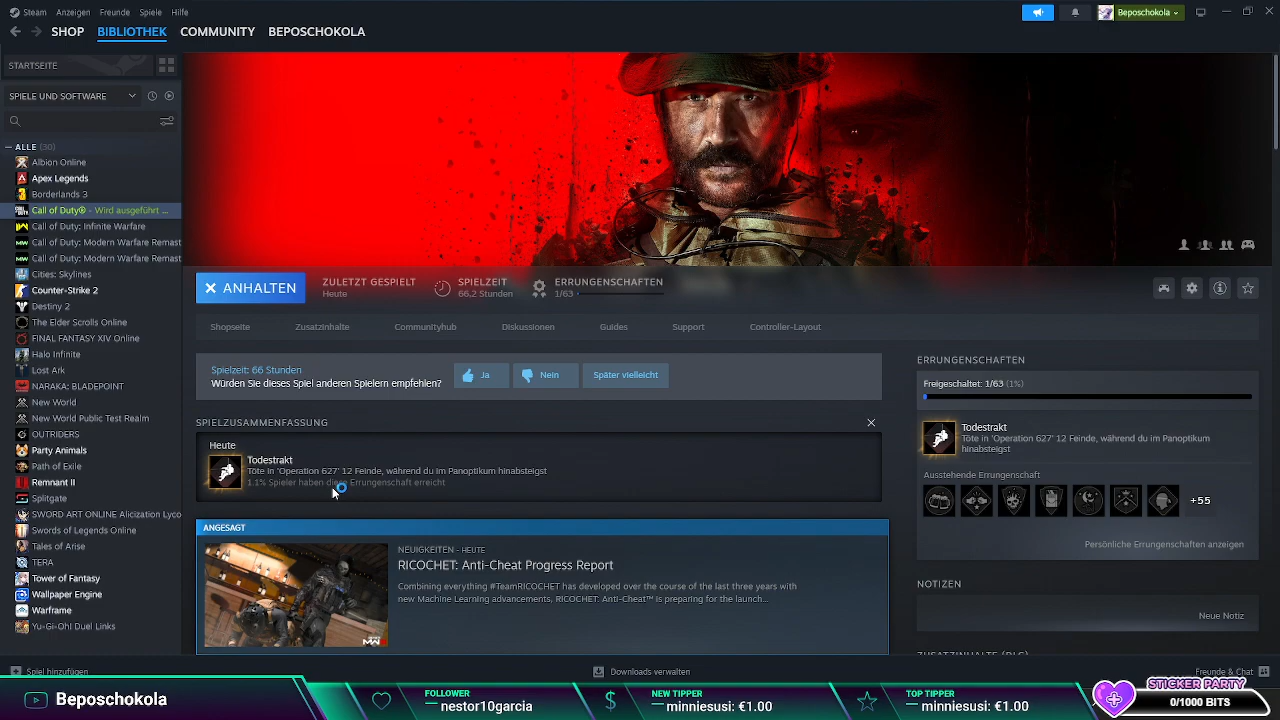 Steam Anzeigen Freunde Spiele Hilfe
Beposchokola
SHOP BIBLIOTHEK COMMUNITY BEPOSCHOKOLA
STARTSEITE
SPIELE UND SOFTWARE
ALLE (30)
Albion Online
Apex Legends
Borderlands 3
Call of Duty® - Wird ausgeführt ...
Call of Duty: Infinite Warfare
Call of Duty: Modern Warfare Remast
Call of Duty: Modern Warfare Remast
Cities: Skylines
Counter-Strike 2
Destiny 2
The Elder Scrolls Online
FINAL FANTASY XIV Online
Halo Infinite
Lost Ark
NARAKA: BLADEPOINT
New World
New World Public Test Realm
OUTRIDERS
Party Animals
Path of Exile
Remnant II
Splitgate
SWORD ART ONLINE Alicization Lyco
Swords of Legends Online
Tales of Arise
TERA
Tower of Fantasy
Wallpaper Engine
Warframe
Yu-Gi-Oh! Duel Links
Spiel hinzufügen
ANHALTEN
ZULETZT GESPIELT
Heute
SPIELZEIT
66,2 Stunden
ERRUNGENSCHAFTEN
1/63
Shopseite Zusatzinhalte Communityhub Diskussionen Guides Support Controller-Layout
Spielzeit: 66 Stunden
Würden Sie dieses Spiel anderen Spielern empfehlen?
Ja Nein Später vielleicht
SPIELZUSAMMENFASSUNG
Heute
Todestrakt
Töte in 'Operation 627' 12 Feinde, während du im Panoptikum hinabsteigst
1.1% Spieler haben diese Errungenschaft erreicht
ANGESAGT
NEUIGKEITEN - HEUTE
RICOCHET: Anti-Cheat Progress Report
Combining everything #TeamRICOCHET has developed over the course of the last three years with
new Machine Learning advancements, RICOCHET: Anti-Cheat™ is preparing for the launch...
ERRUNGENSCHAFTEN
Freigeschaltet: 1/63 (1%)
Todestrakt
Töte in 'Operation 627' 12 Feinde, während du im Panoptikum
hinabsteigst
Ausstehende Errungenschaft
+55
Persönliche Errungenschaften anzeigen
NOTIZEN
Neue Notiz
ZUSATZINHALTE (DLC)
Downloads verwalten
Freunde & Chat
Beposchokola
FOLLOWER
nestor10garcia
NEW TIPPER
minniesusi: €1.00
TOP TIPPER
minniesusi: €1.00
STICKER PARTY
0/1000 BITS